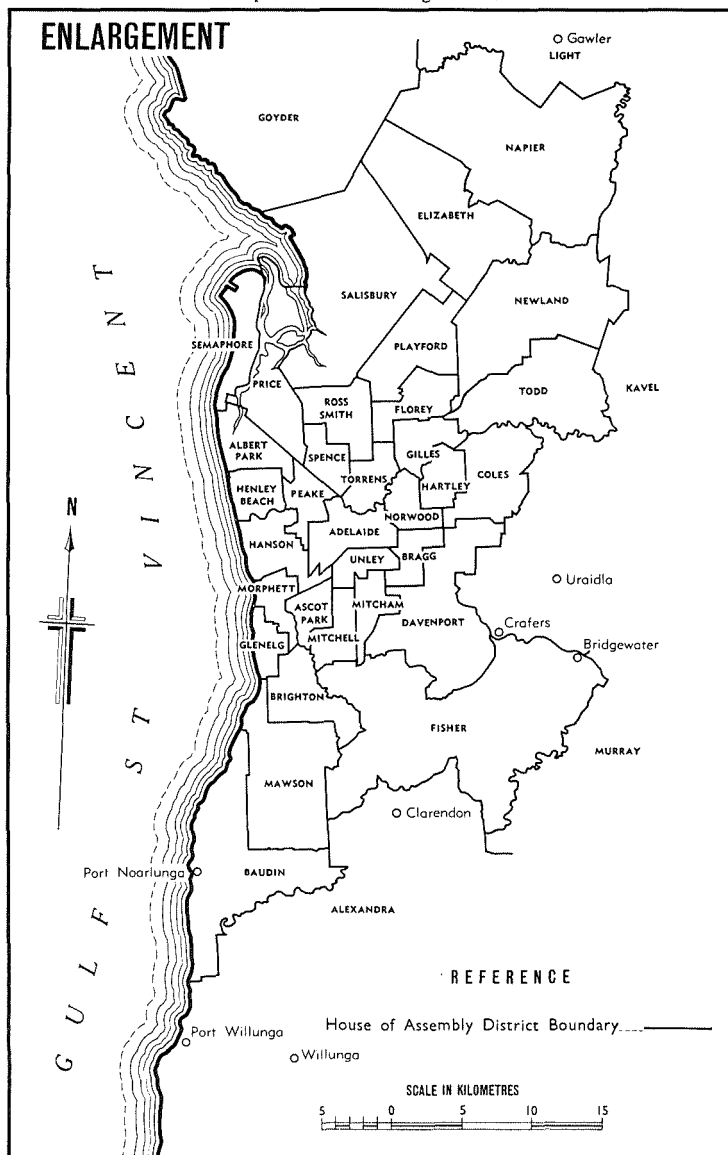 ENLARGEMENT
Gawler
LIGHT
GOYDER
NAPIER
ELIZABETH
SALISBURY
NEWLAND
SEMAPHORE
PLAYFORD
PRICE
TODD
KAVEL
ROSS
SMITH
FLOREY
ALBERT
PARK
SPENCE
GILLES
COLES
TORRENS
HARTLEY
HENLEY
BEACH
PEAKE
NORWOOD
ADELAIDE
HANSON
UNLEY
BRAGG
Uraidla
MORPHETT
ASCOT
PARK
MITCHAM
DAVENPORT
Crafers
GLENELG
MITCHELL
Bridgewater
BRIGHTON
FISHER
MURRAY
MAWSON
Clarendon
Port Noarlunga
BAUDIN
ALEXANDRA
GULF ST VINCENT
N
REFERENCE
House of Assembly District Boundary
Port Willunga
Willunga
SCALE IN KILOMETRES
5 0 5 10 15